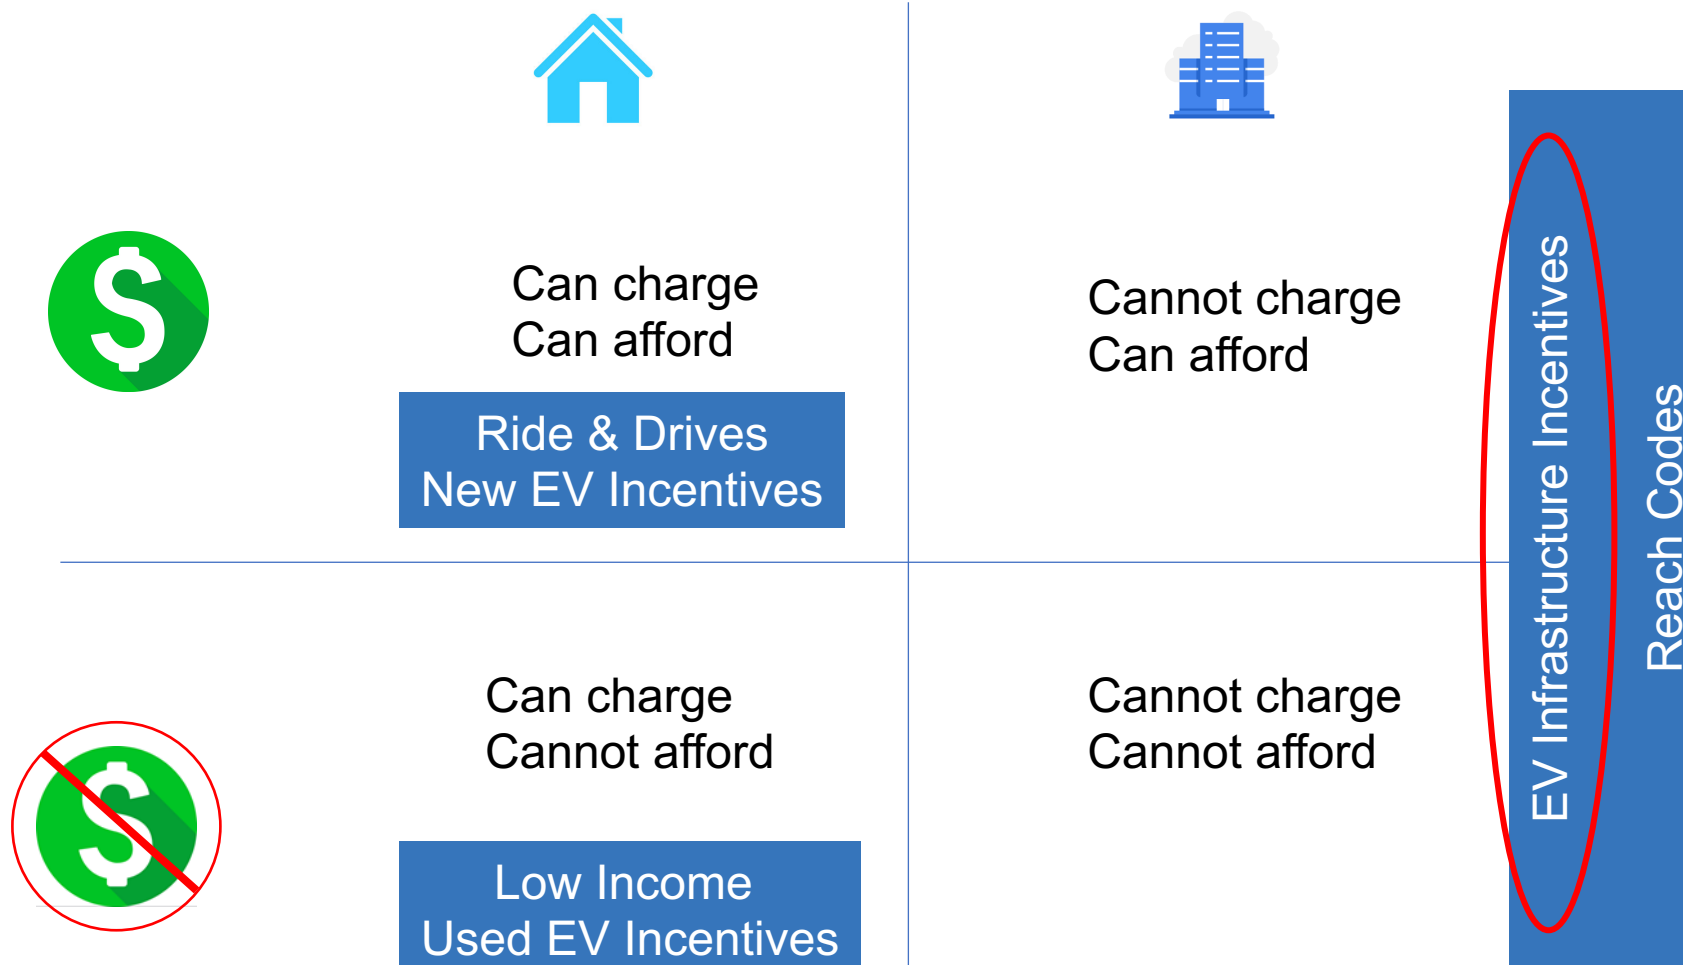 Can charge
Can afford
Ride & Drives
New EV Incentives
Cannot charge
Can afford
Can charge
Cannot afford
Low Income
Used EV Incentives
Cannot charge
Cannot afford
EV Infrastructure Incentives
Reach Codes